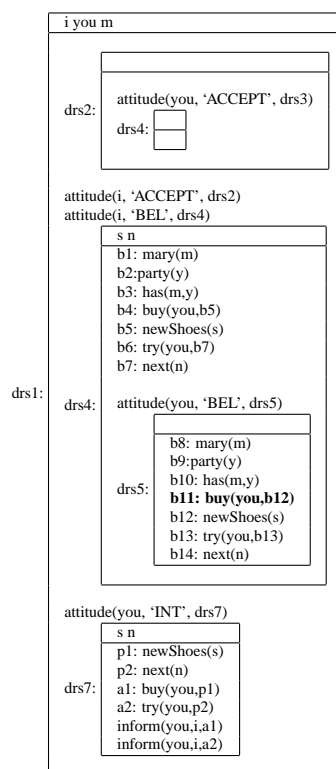 i you m
attitude(you, ‘ACCEPT’, drs3)
drs2:
drs4:
attitude(i, ‘ACCEPT’, drs2)
attitude(i, ‘BEL’, drs4)
s n
b1: mary(m)
b2:party(y)
b3: has(m,y)
b4: buy(you,b5)
b5: newShoes(s)
b6: try(you,b7)
b7: next(n)
drs1:
drs4:
attitude(you, ‘BEL’, drs5)
b8: mary(m)
b9:party(y)
b10: has(m,y)
drs5:
b11: buy(you,b12)
b12: newShoes(s)
b13: try(you,b13)
b14: next(n)
attitude(you, ‘INT’, drs7)
s n
p1: newShoes(s)
p2: next(n)
drs7:
a1: buy(you,p1)
a2: try(you,p2)
inform(you,i,a1)
inform(you,i,a2)